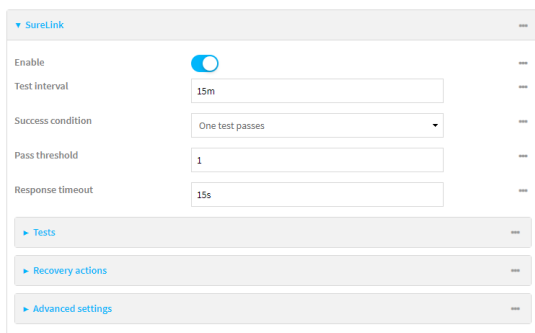 SureLink
Enable
Test interval
15m
Success condition
One test passes
Pass threshold
1
Response timeout
15s
Tests
Recovery actions
Advanced settings